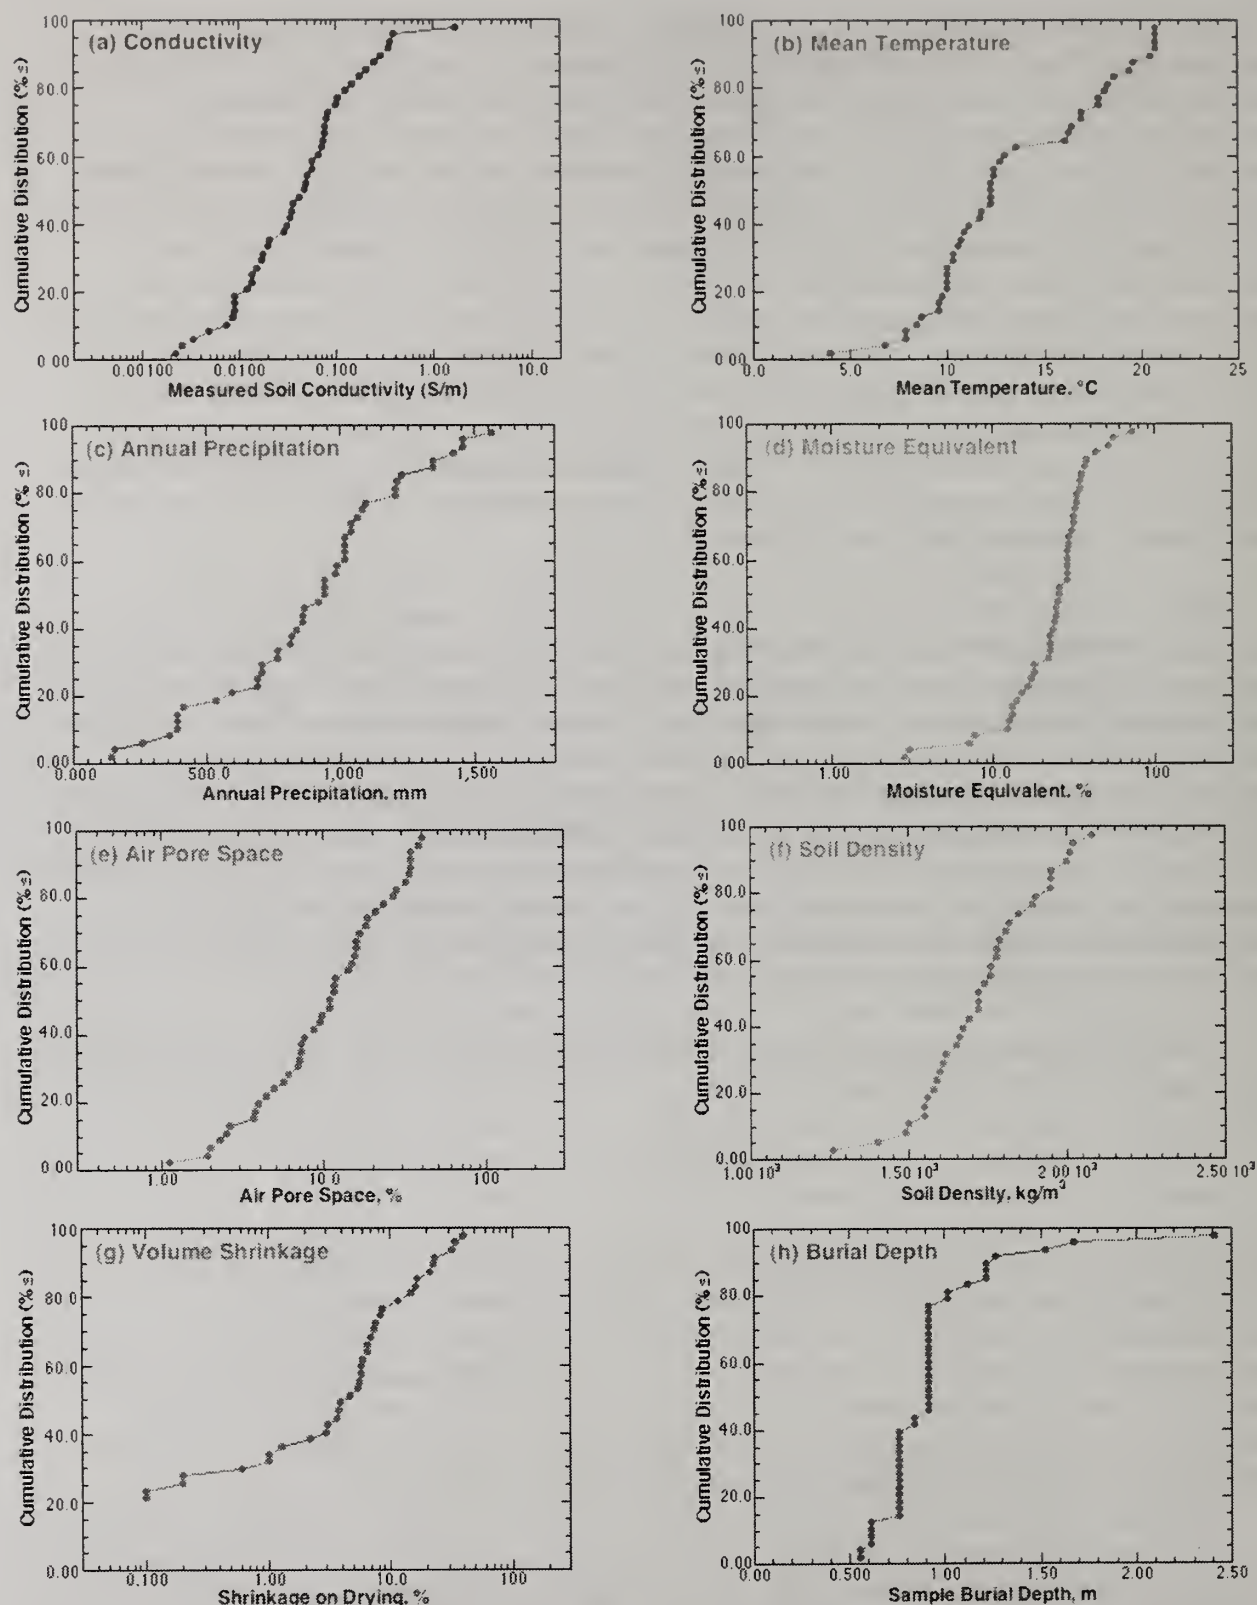 (a) Conductivity
Cumulative Distribution (% ≤)
100
80.0
60.0
40.0
20.0
0 00
0.00100 0.0100 0.100 1.00 10.0
Measured Soil Conductivity (S/m)
(b) Mean Temperature
Cumulative Distribution (% ≤)
100
80.0
60.0
40.0
20.0
0 00
0.0 5.0 10 15 20 25
Mean Temperature. °C
(c) Annual Precipitation
Cumulative Distribution (% ≤)
100
80.0
60.0
40.0
20.0
0.00
0.000 500.0 1,000 1,500
Annual Precipitation. mm
(d) Moisture Equivalent
Cumulative Distribution (% ≤)
100
80.0
60.0
40.0
20.0
0 00
1.00 10.0 100
Moisture Equivalent. %
(e) Air Pore Space
Cumulative Distribution (% ≤)
100
80.0
60.0
40.0
20.0
0.00
1.00 10.0 100
Air Pore Space, %
(f) Soil Density
Cumulative Distribution (% ≤)
100
80.0
60.0
40.0
20.0
0.00
1.00 10³ 1.50 10³ 2.00 10³ 2.50 10³
Soil Density, kg/m³
(g) Volume Shrinkage
Cumulative Distribution (% ≤)
100
80.0
60.0
40.0
20.0
0.00
0.100 1.00 10.0 100
Shrinkage on Drying, %
(h) Burial Depth
Cumulative Distribution (% ≤)
100
80.0
60.0
40.0
20.0
0.00
0.00 0.500 1.00 1.50 2.00 2.50
Sample Burial Depth, m